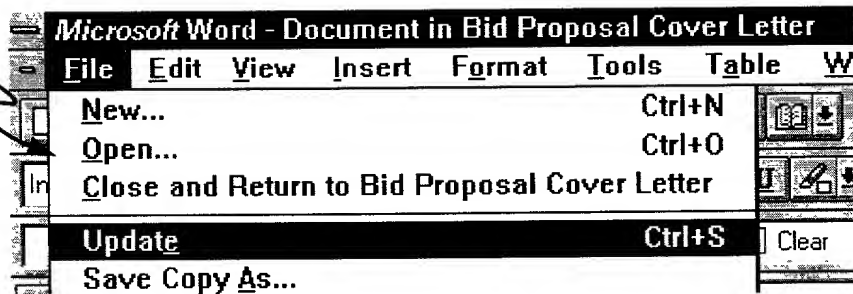 Microsoft Word - Document in Bid Proposal Cover Letter
File Edit View Insert Format Tools Table W
New... Ctrl+N
Open... Ctrl+O
In
Close and Return to Bid Proposal Cover Letter U
Update Ctrl+S Clear
Save Copy As...